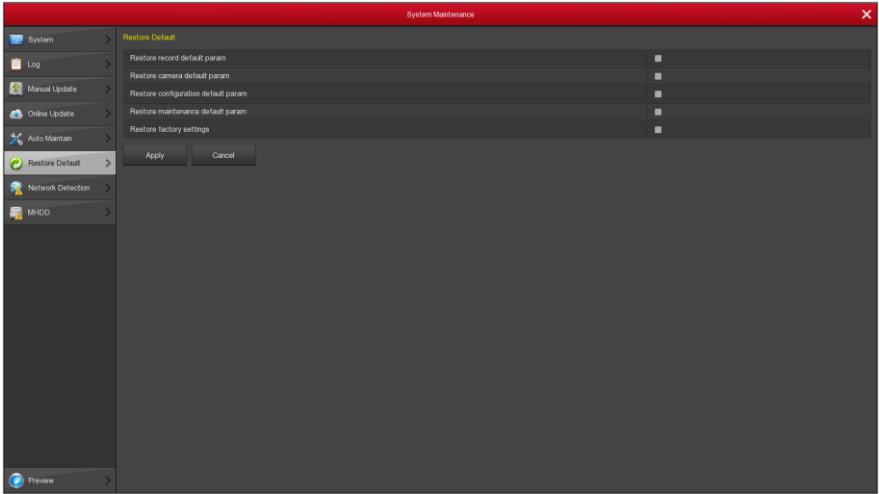 System Maintenance
System
Log
Manual Update
Online Update
Auto Maintain
Restore Default
Network Detection
MHDD
Preview
Restore Default
Restore record default param
Restore camera default param
Restore configuration default param
Restore maintenance default param
Restore factory settings
Apply
Cancel